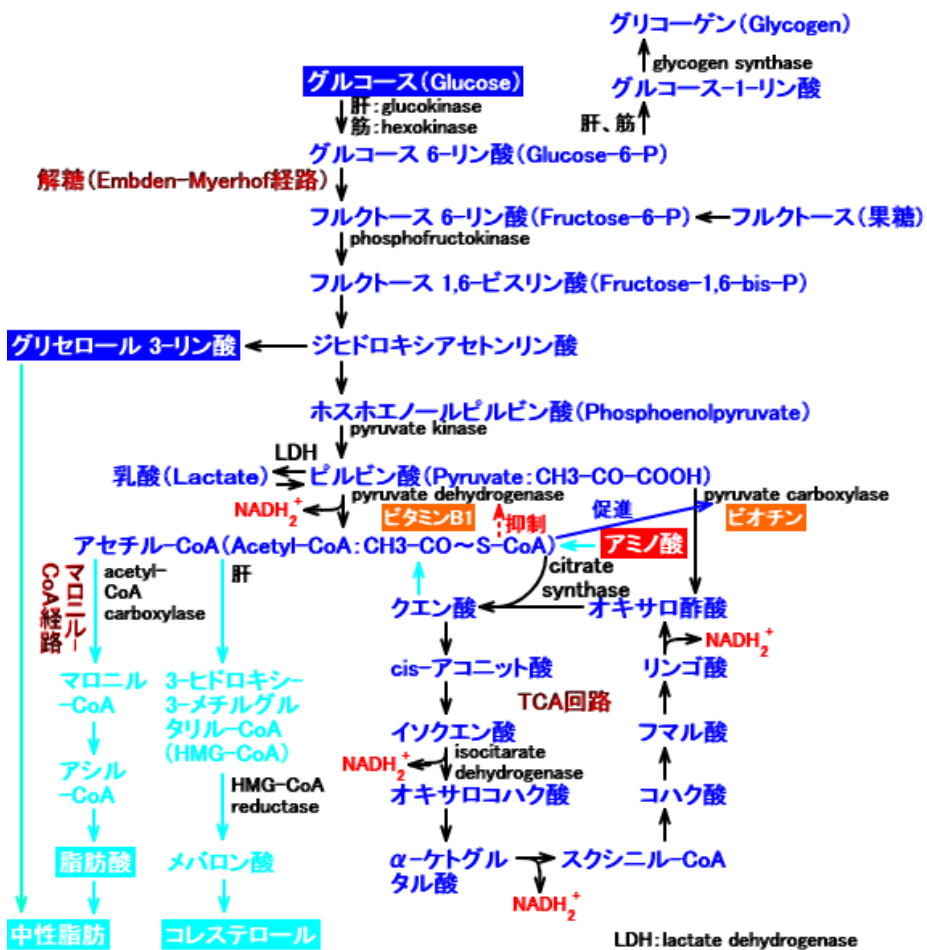 グリコーゲン(Glycogen)
glycogen synthase
グルコース(Glucose)
グルコース-1-リン酸
肝:glucokinase
筋:hexokinase
肝、筋
グルコース 6-リン酸(Glucose-6-P)
解糖(Embden-Myerhof経路)
フルクトース 6-リン酸(Fructose-6-P)
フルクトース(果糖)
phosphofructokinase
フルクトース 1,6-ビスリン酸(Fructose-1,6-bis-P)
グリセロール 3-リン酸
ジヒドロキシアセトンリン酸
ホスホエノールピルビン酸(Phosphoenolpyruvate)
pyruvate kinase
LDH
乳酸(Lactate)
ピルビン酸(Pyruvate:CH3-CO-COOH)
NADH2+
pyruvate dehydrogenase
ビタミンB1
抑制
促進
pyruvate carboxylase
ビオチン
アセチル-CoA(Acetyl-CoA:CH3-CO~S-CoA)
アミノ酸
マロニル-
CoA経路
acetyl-
CoA
carboxylase
肝
citrate
synthase
クエン酸
オキサロ酢酸
NADH2+
cis-アコニット酸
リンゴ酸
マロニル
-CoA
3-ヒドロキシ-
3-メチルグル
タリル-CoA
(HMG-CoA)
TCA回路
イソクエン酸
フマル酸
NADH2+
isocitarate
dehydrogenase
アシル
-CoA
HMG-CoA
reductase
オキサロコハク酸
コハク酸
脂肪酸
メバロン酸
α-ケトグル
タル酸
スクシニル-CoA
NADH2+
中性脂肪
コレステロール
LDH:lactate dehydrogenase